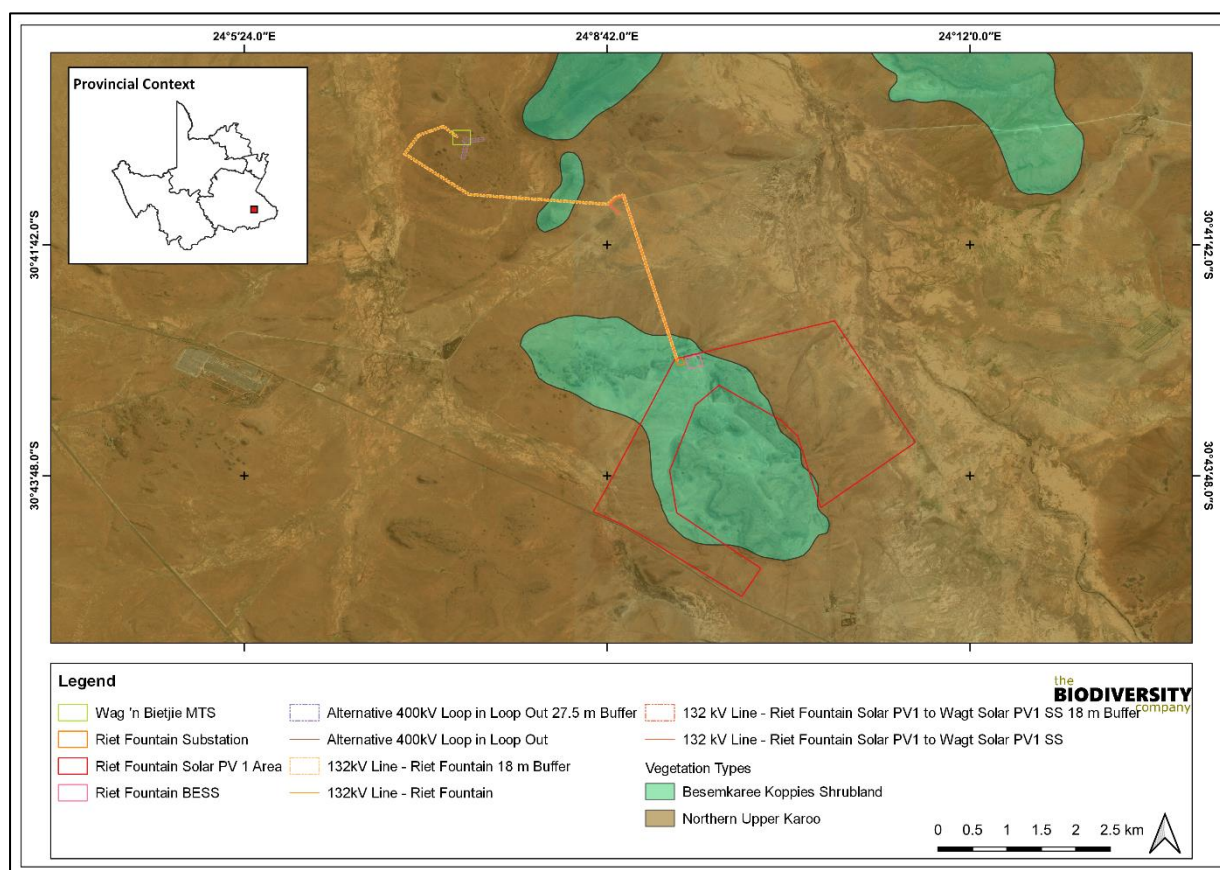 24°5'24.0"E
24°8'42.0"E
24°12'0.0"E
Provincial Context
30°41'42.0"S
30°41'42.0"S
30°43'48.0"S
30°43'48.0"S
Legend
Wag 'n Bietjie MTS
Riet Fountain Substation
Riet Fountain Solar PV 1 Area
Riet Fountain BESS
Alternative 400kV Loop in Loop Out 27.5 m Buffer
Alternative 400kV Loop in Loop Out
132kV Line - Riet Fountain 18 m Buffer
132kV Line - Riet Fountain
132 kV Line - Riet Fountain Solar PV1 to Wagt Solar PV1 SS 18 m Buffer
132 kV Line - Riet Fountain Solar PV1 to Wagt Solar PV1 SS
Vegetation Types
Besemkaree Koppies Shrubland
Northern Upper Karoo
the
BIODIVERSITY
company
0 0.5 1 1.5 2 2.5 km